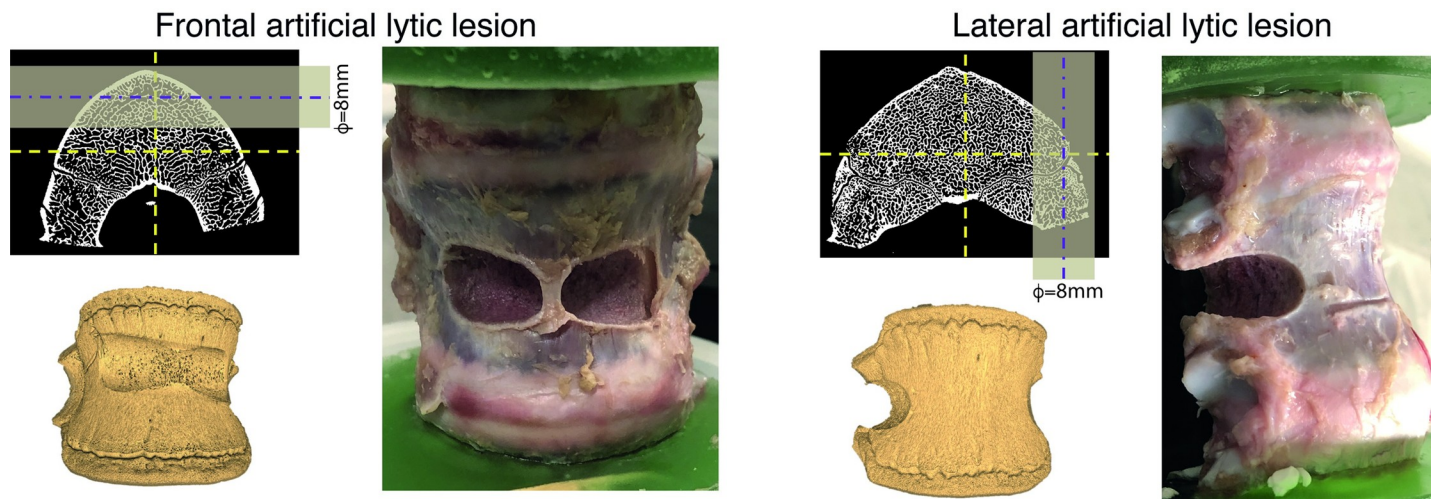 Frontal artificial lytic lesion
Lateral artificial lytic lesion
ϕ=8mm
ϕ=8mm